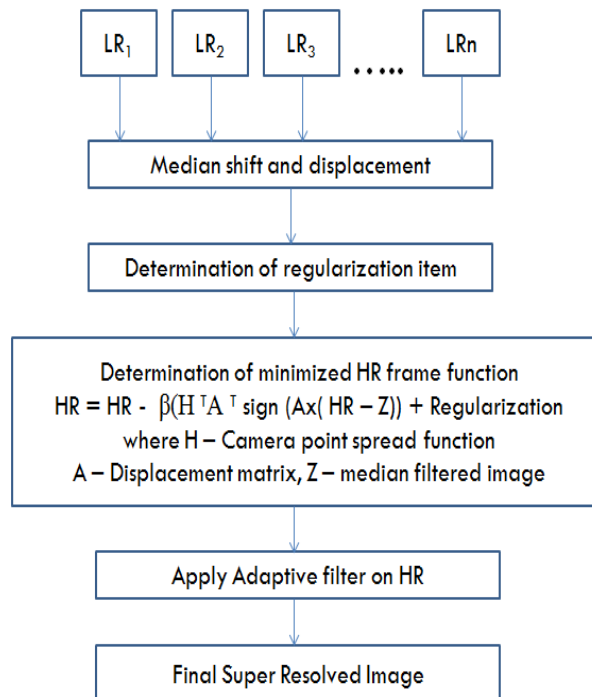 LR₁ LR₂ LR₃ ..... LRn
Median shift and displacement
Determination of regularization item
Determination of minimized HR frame function
HR = HR - β(HᵀAᵀ sign (Ax( HR – Z)) + Regularization
where H – Camera point spread function
A – Displacement matrix, Z – median filtered image
Apply Adaptive filter on HR
Final Super Resolved Image